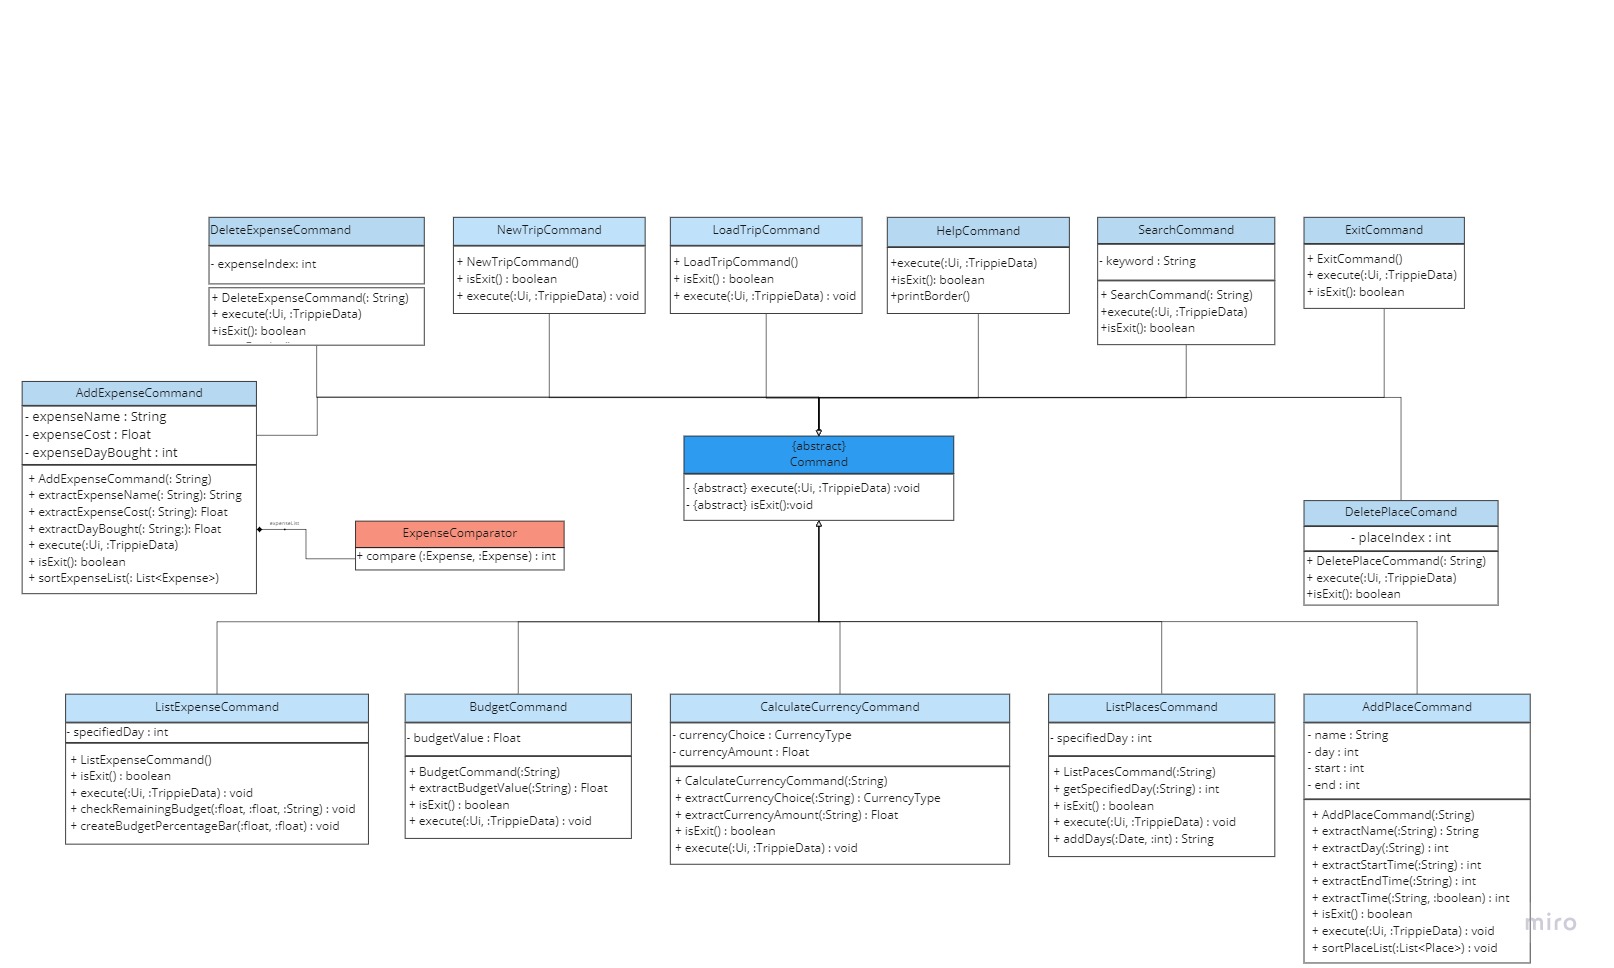 DeleteExpenseCommand
- expenseIndex: int
+ DeleteExpenseCommand(: String)
+ execute(:Ui, :TrippieData)
+isExit(): boolean
NewTripCommand
+ NewTripCommand()
+ isExit() : boolean
+ execute(:Ui, :TrippieData) : void
LoadTripCommand
+ LoadTripCommand()
+ isExit() : boolean
+ execute(:Ui, :TrippieData) : void
HelpCommand
+execute(:Ui, :TrippieData)
+isExit(): boolean
+printBorder()
SearchCommand
- keyword : String
+ SearchCommand(: String)
+execute(:Ui, :TrippieData)
+isExit(): boolean
ExitCommand
+ ExitCommand()
+ execute(:Ui, :TrippieData)
+ isExit(): boolean
AddExpenseCommand
- expenseName : String
- expenseCost : Float
- expenseDayBought : int
+ AddExpenseCommand(: String)
+ extractExpenseName(: String): String
+ extractExpenseCost(: String): Float
+ extractDayBought(: String:): Float
+ execute(:Ui, :TrippieData)
+ isExit(): boolean
+ sortExpenseList(: List<Expense>)
ExpenseComparator
+ compare (:Expense, :Expense) : int
{abstract}
Command
- {abstract} execute(:Ui, :TrippieData) :void
- {abstract} isExit():void
DeletePlaceComand
- placeIndex : int
+ DeletePlaceCommand(: String)
+ execute(:Ui, :TrippieData)
+isExit(): boolean
ListExpenseCommand
- specifiedDay : int
+ ListExpenseCommand()
+ isExit() : boolean
+ execute(:Ui, :TrippieData) : void
+ checkRemainingBudget(:float, :float, :String) : void
+ createBudgetPercentageBar(:float, :float) : void
BudgetCommand
- budgetValue : Float
+ BudgetCommand(:String)
+ extractBudgetValue(:String) : Float
+ isExit() : boolean
+ execute(:Ui, :TrippieData) : void
CalculateCurrencyCommand
- currencyChoice : CurrencyType
- currencyAmount : Float
+ CalculateCurrencyCommand(:String)
+ extractCurrencyChoice(:String) : CurrencyType
+ extractCurrencyAmount(:String) : Float
+ isExit() : boolean
+ execute(:Ui, :TrippieData) : void
ListPlacesCommand
- specifiedDay : int
+ ListPacesCommand(:String)
+ getSpecifiedDay(:String) : int
+ isExit() : boolean
+ execute(:Ui, :TrippieData) : void
+ addDays(:Date, :int) : String
AddPlaceCommand
- name : String
- day : int
- start : int
- end : int
+ AddPlaceCommand(:String)
+ extractName(:String) : String
+ extractDay(:String) : int
+ extractStartTime(:String) : int
+ extractEndTime(:String) : int
+ extractTime(:String, :boolean) : int
+ isExit() : boolean
+ execute(:Ui, :TrippieData) : void
+ sortPlaceList(:List<Place>) : void
miro